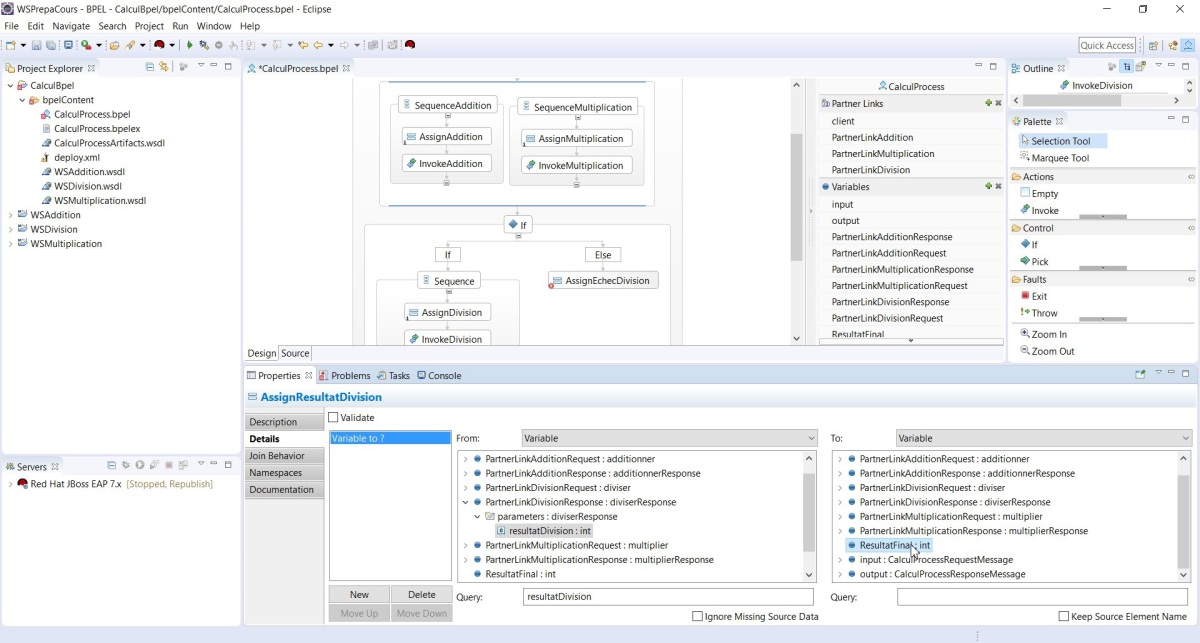 WSPrepaCours - BPEL - CalculBpel/bpelContent/CalculProcess.bpel - Eclipse
File Edit Navigate Search Project Run Window Help
Quick Access
Project Explorer
CalculBpel
bpelContent
CalculProcess.bpel
CalculProcess.bpelex
CalculProcessArtifacts.wsdl
deploy.xml
WSAddition.wsdl
WSDivision.wsdl
WSMultiplication.wsdl
WSAddition
WSDivision
WSMultiplication
Servers
Red Hat JBoss EAP 7.x [Stopped, Republish]
*CalculProcess.bpel
SequenceAddition
AssignAddition
InvokeAddition
SequenceMultiplication
AssignMultiplication
InvokeMultiplication
If
If
Else
Sequence
AssignEchecDivision
AssignDivision
InvokeDivision
CalculProcess
Partner Links
client
PartnerLinkAddition
PartnerLinkMultiplication
PartnerLinkDivision
Variables
input
output
PartnerLinkAdditionResponse
PartnerLinkAdditionRequest
PartnerLinkMultiplicationResponse
PartnerLinkMultiplicationRequest
PartnerLinkDivisionResponse
PartnerLinkDivisionRequest
ResultatFinal
Design Source
Outline
InvokeDivision
Palette
Selection Tool
Marquee Tool
Actions
Empty
Invoke
Control
If
Pick
Faults
Exit
Throw
Zoom In
Zoom Out
Properties Problems Tasks Console
AssignResultatDivision
Description
Details
Join Behavior
Namespaces
Documentation
Validate
Variable to ?
New Delete
Move Up Move Down
From: Variable
PartnerLinkAdditionRequest : additionner
PartnerLinkAdditionResponse : additionnerResponse
PartnerLinkDivisionRequest : diviser
PartnerLinkDivisionResponse : diviserResponse
parameters : diviserResponse
resultatDivision : int
PartnerLinkMultiplicationRequest : multiplier
PartnerLinkMultiplicationResponse : multiplierResponse
ResultatFinal : int
Query: resultatDivision
Ignore Missing Source Data
To: Variable
PartnerLinkAdditionRequest : additionner
PartnerLinkAdditionResponse : additionnerResponse
PartnerLinkDivisionRequest : diviser
PartnerLinkDivisionResponse : diviserResponse
PartnerLinkMultiplicationRequest : multiplier
PartnerLinkMultiplicationResponse : multiplierResponse
ResultatFinal : int
input : CalculProcessRequestMessage
output : CalculProcessResponseMessage
Query:
Keep Source Element Name